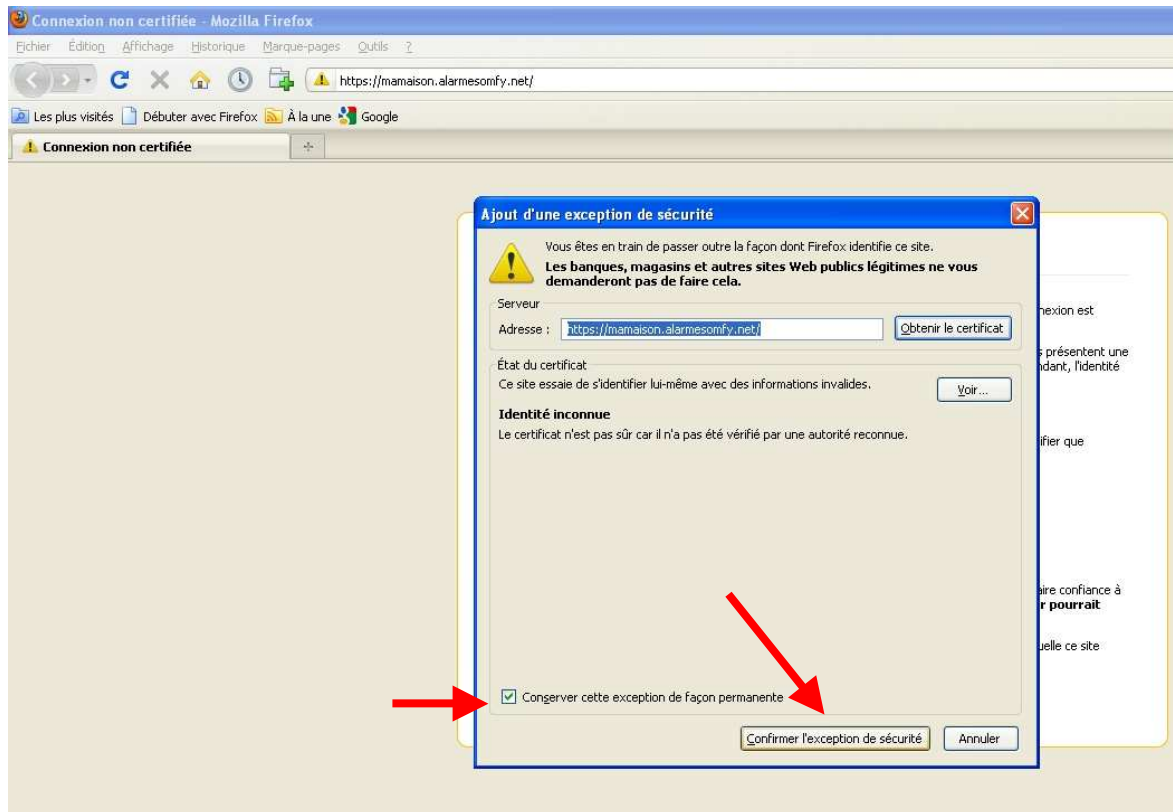 Connexion non certifiée - Mozilla Firefox
Fichier Édition Affichage Historique Marque-pages Outils ?
https://mamaison.alarmesomfy.net/
Les plus visités Débuter avec Firefox À la une Google
Connexion non certifiée
Ajout d'une exception de sécurité
Vous êtes en train de passer outre la façon dont Firefox identifie ce site.
Les banques, magasins et autres sites Web publics légitimes ne vous
demanderont pas de faire cela.
Serveur
Adresse : https://mamaison.alarmesomfy.net/ Obtenir le certificat
État du certificat
Ce site essaie de s'identifier lui-même avec des informations invalides.
Voir...
Identité inconnue
Le certificat n'est pas sûr car il n'a pas été vérifié par une autorité reconnue.
Conserver cette exception de façon permanente
Confirmer l'exception de sécurité Annuler
nexion est
s présentent une
ndant, l'identité
ifier que
aire confiance à
r pourrait
uelle ce site